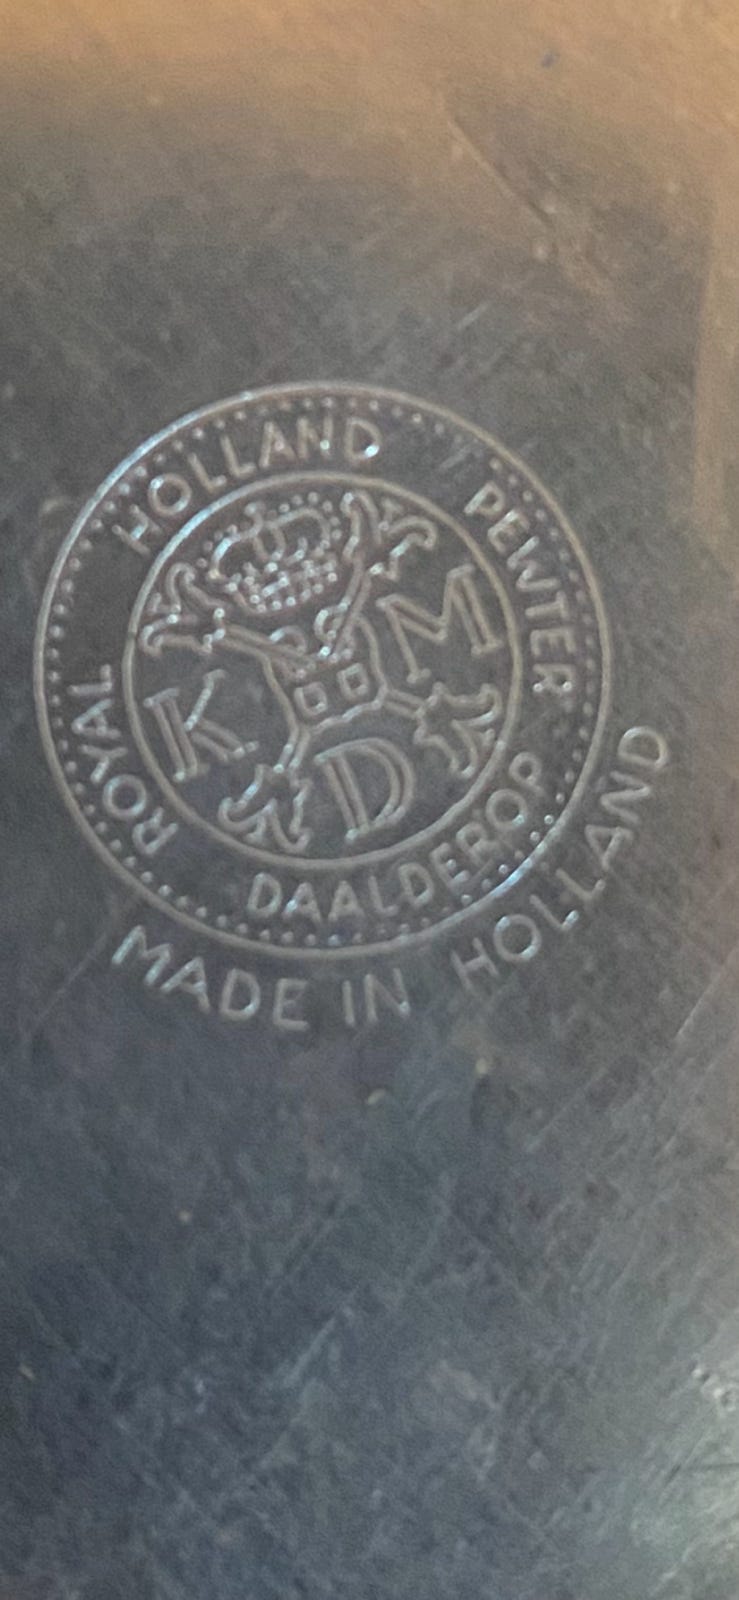 HOLLAND PEWTER
ROYAL DAALDEROP
K M
D
MADE IN HOLLAND